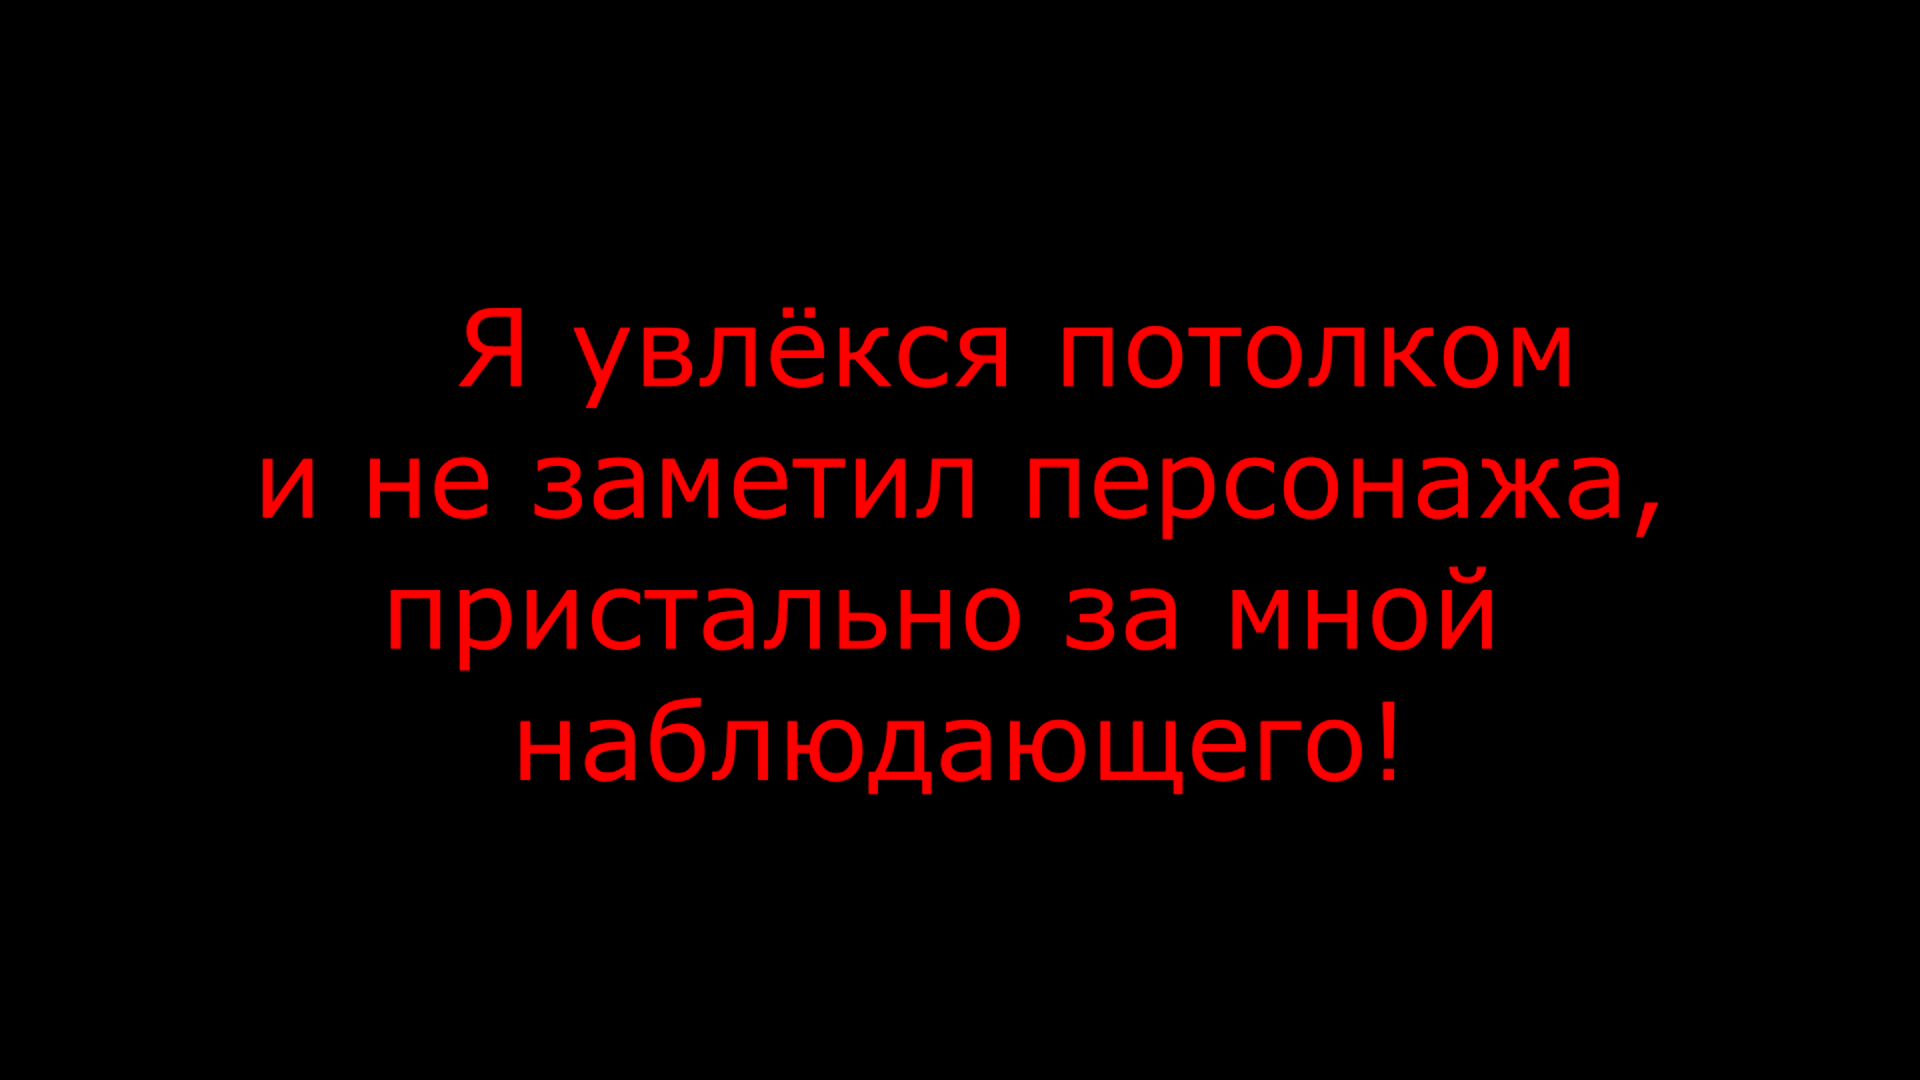 Я увлёкся потолком
и не заметил персонажа,
пристально за мной
наблюдающего!